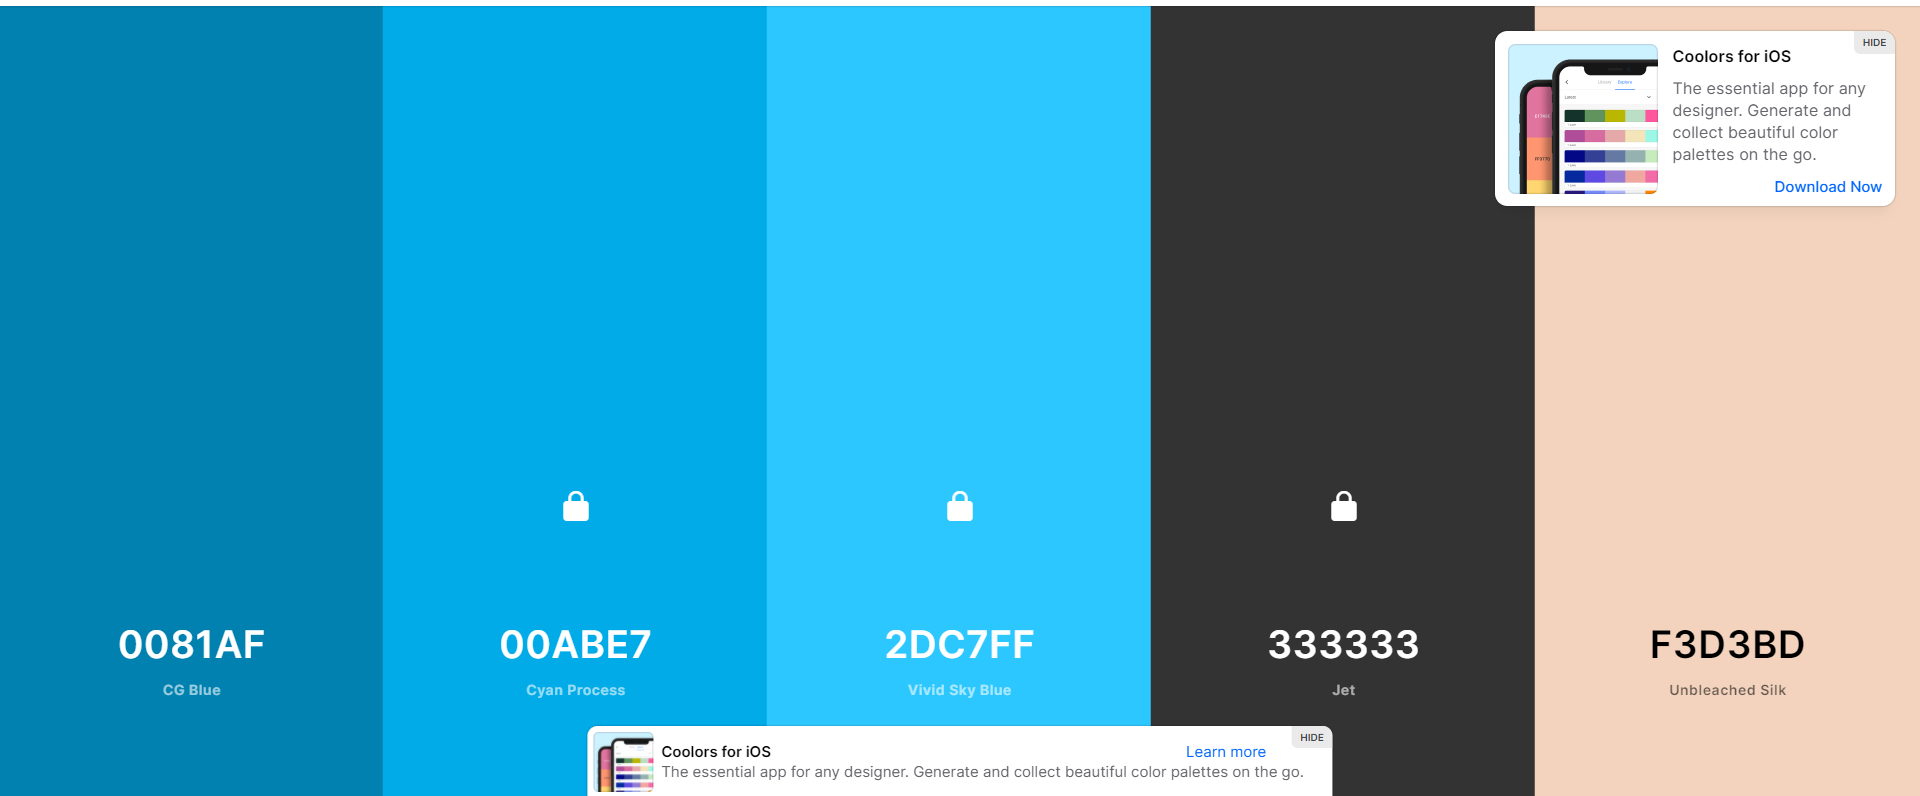 HIDE
Coolors for iOS
The essential app for any
designer. Generate and
collect beautiful color
palettes on the go.
Download Now
0081AF
00ABE7
2DC7FF
333333
F3D3BD
CG Blue
Cyan Process
Vivid Sky Blue
Jet
Unbleached Silk
HIDE
Coolors for iOS
Learn more
The essential app for any designer. Generate and collect beautiful color palettes on the go.